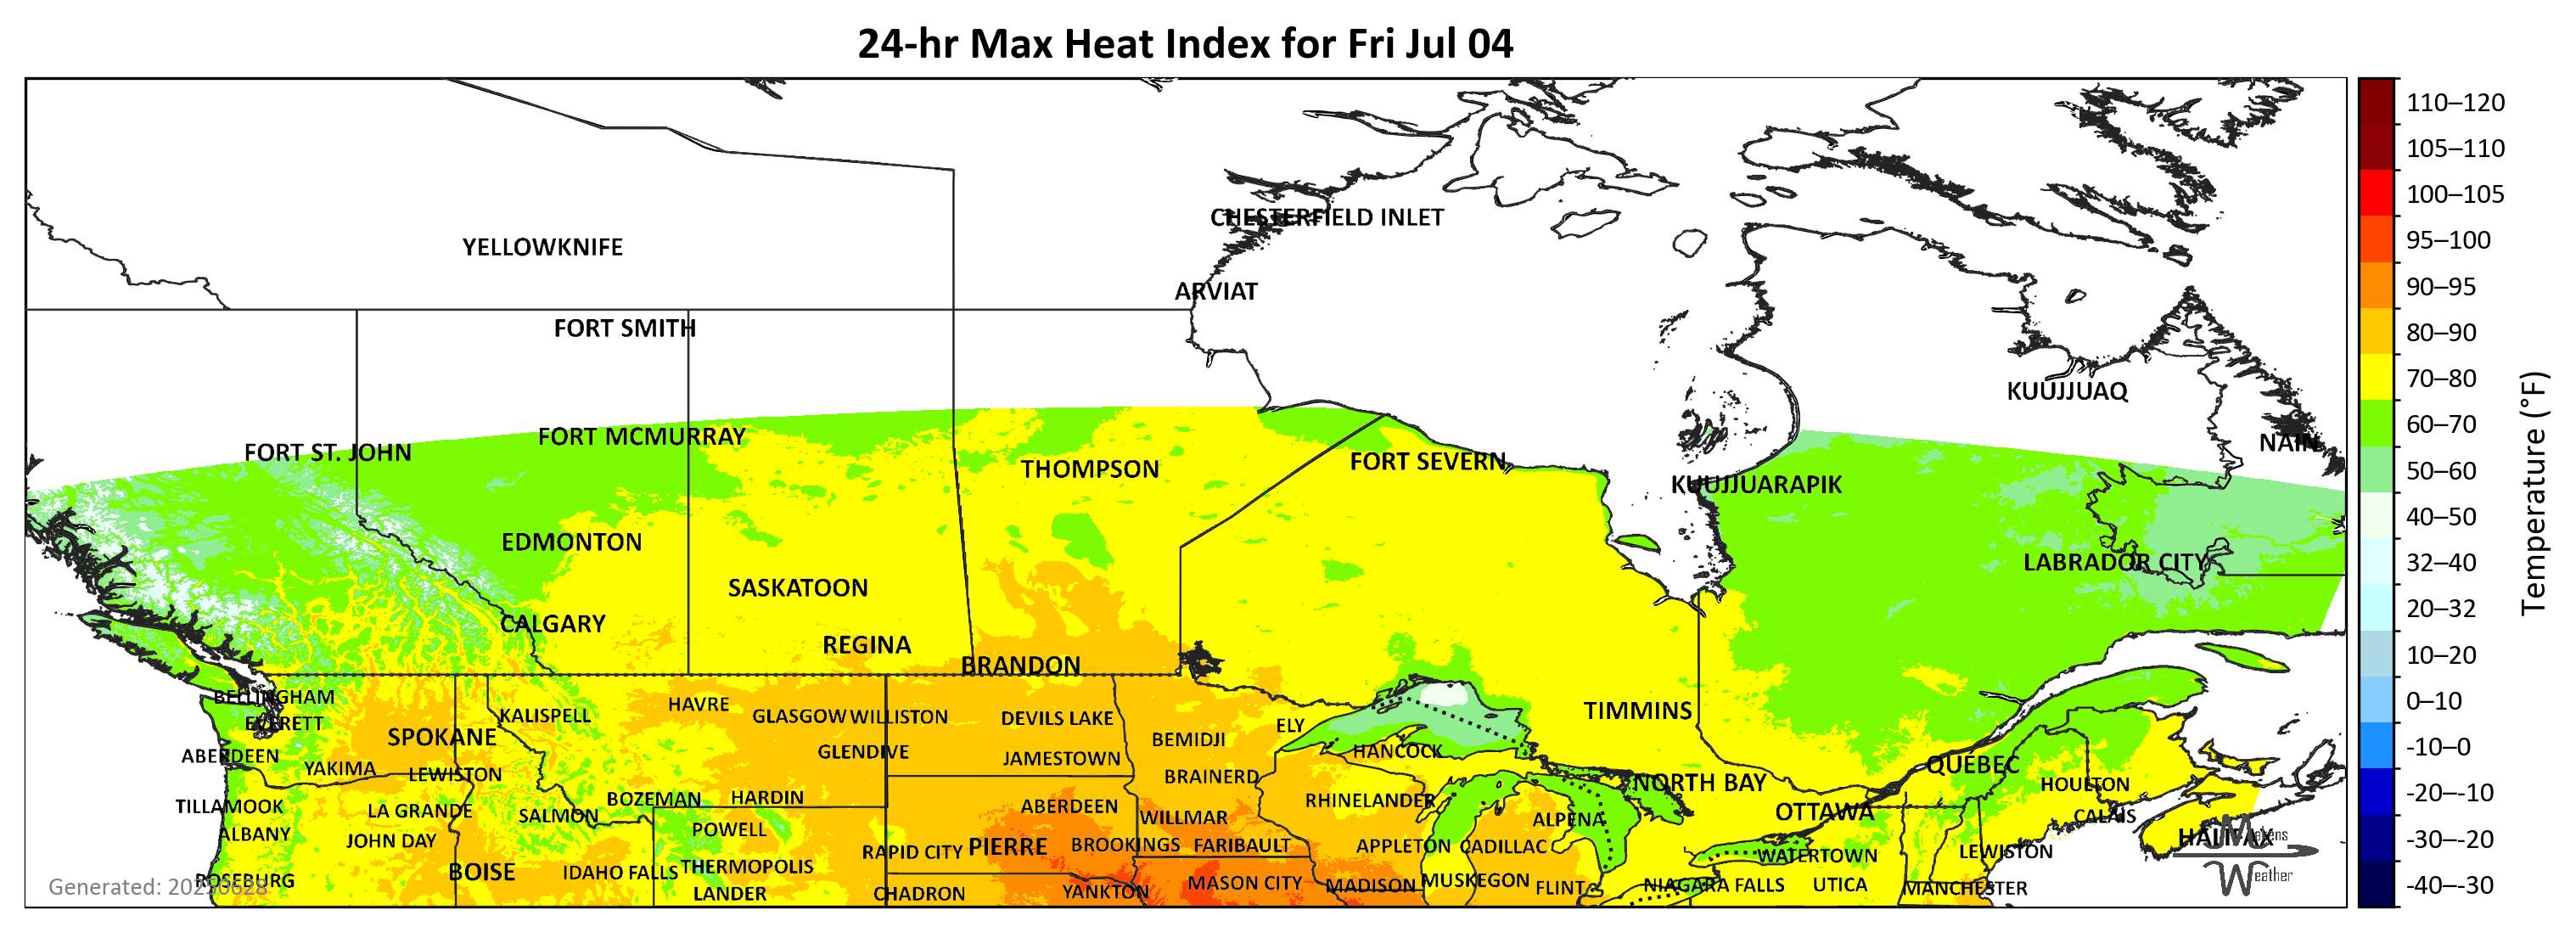 24-hr Max Heat Index for Fri Jul 04
110–120
105–110
100–105
95–100
90–95
80–90
70–80
60–70
50–60
40–50
32–40
20–32
10–20
0–10
-10–0
-20–-10
-30–-20
-40–-30
Temperature (°F)
CHESTERFIELD INLET
YELLOWKNIFE
ARVIAT
FORT SMITH
KUUJJUAQ
FORT MCMURRAY
NAIN
FORT ST. JOHN
FORT SEVERN
THOMPSON
KUUJJUARAPIK
EDMONTON
LABRADOR CITY
SASKATOON
CALGARY
REGINA
BRANDON
BELLINGHAM
HAVRE
TIMMINS
KALISPELL
GLASGOW
WILLISTON
DEVILS LAKE
EVERETT
ELY
SPOKANE
BEMIDJI
GLENDIVE
HANCOCK
ABERDEEN
JAMESTOWN
QUÉBEC
YAKIMA
LEWISTON
BRAINERD
NORTH BAY
HOULTON
BOZEMAN
HARDIN
RHINELANDER
TILLAMOOK
LA GRANDE
ABERDEEN
OTTAWA
SALMON
WILLMAR
CALAIS
ALPENA
POWELL
ALBANY
HALIFAX
JOHN DAY
RAPID CITY
PIERRE
BROOKINGS
FARIBAULT
APPLETON
CADILLAC
LEWISTON
WATERTOWN
BOISE
IDAHO FALLS
THERMOPOLIS
ROSEBURG
MASON CITY
MADISON
MUSKEGON
FLINT
NIAGARA FALLS
UTICA
MANCHESTER
LANDER
CHADRON
YANKTON
Generated: 20250628
Makens
Weather